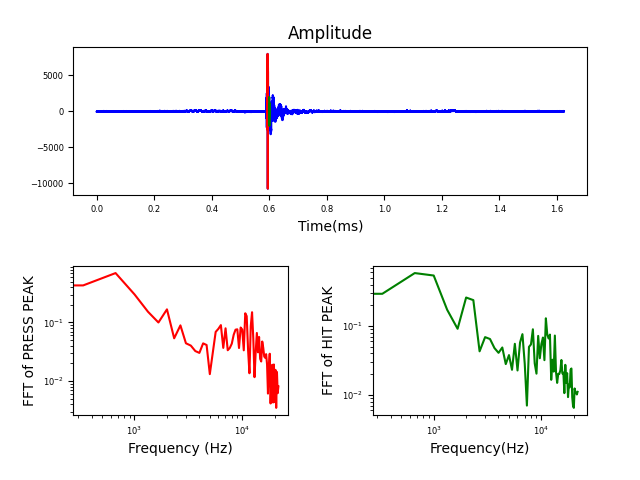 Amplitude
5000
0
−5000
−10000
0.0 0.2 0.4 0.6 0.8 1.0 1.2 1.4 1.6
Time(ms)
FFT of PRESS PEAK
10⁻¹
10⁻²
10³ 10⁴
Frequency (Hz)
FFT of HIT PEAK
10⁻¹
10⁻²
10³ 10⁴
Frequency(Hz)